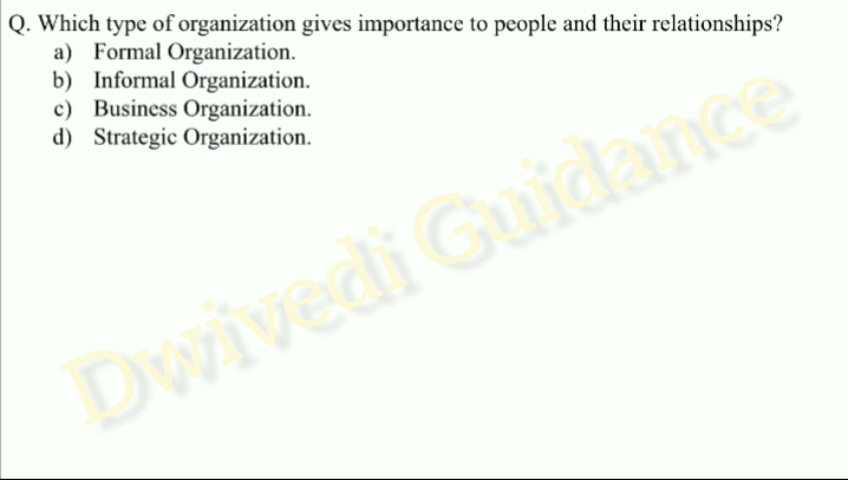 Q. Which type of organization gives importance to people and their relationships?
a) Formal Organization.
b) Informal Organization.
c) Business Organization.
d) Strategic Organization.
Dwivedi Guidance